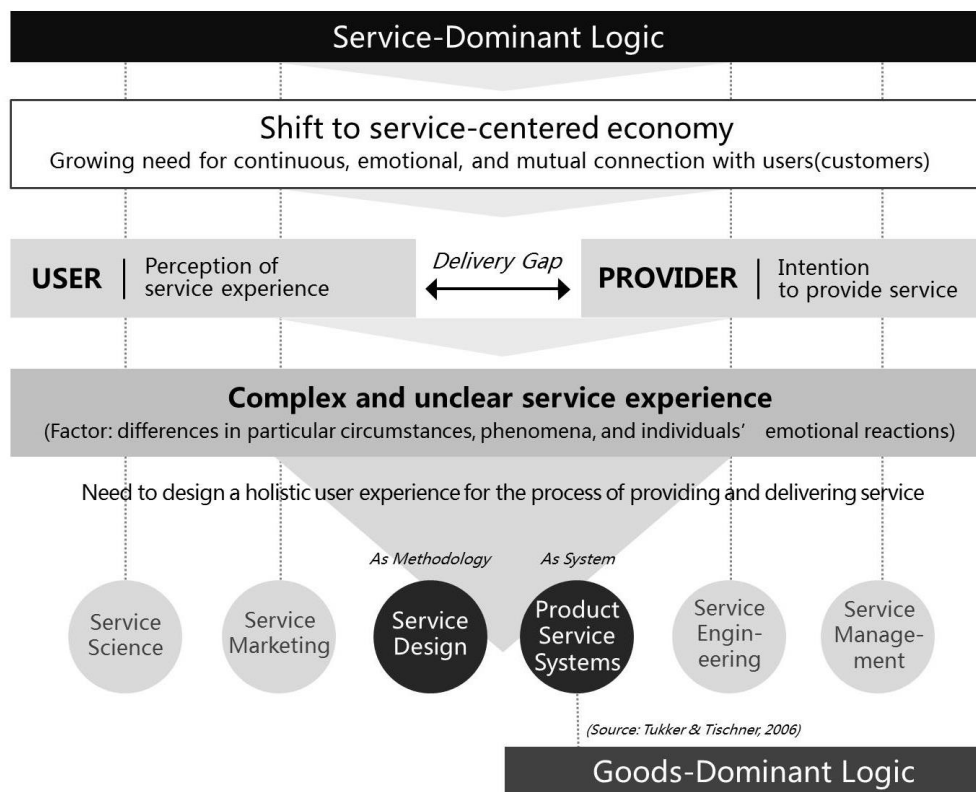 Service-Dominant Logic
Shift to service-centered economy
Growing need for continuous, emotional, and mutual connection with users(customers)
USER
Perception of
service experience
Delivery Gap
PROVIDER
Intention
to provide service
Complex and unclear service experience
(Factor: differences in particular circumstances, phenomena, and individuals’ emotional reactions)
Need to design a holistic user experience for the process of providing and delivering service
As Methodology
As System
Service
Science
Service
Marketing
Service
Design
Product
Service
Systems
Service
Engin-
eering
Service
Manage-
ment
(Source: Tukker & Tischner, 2006)
Goods-Dominant Logic